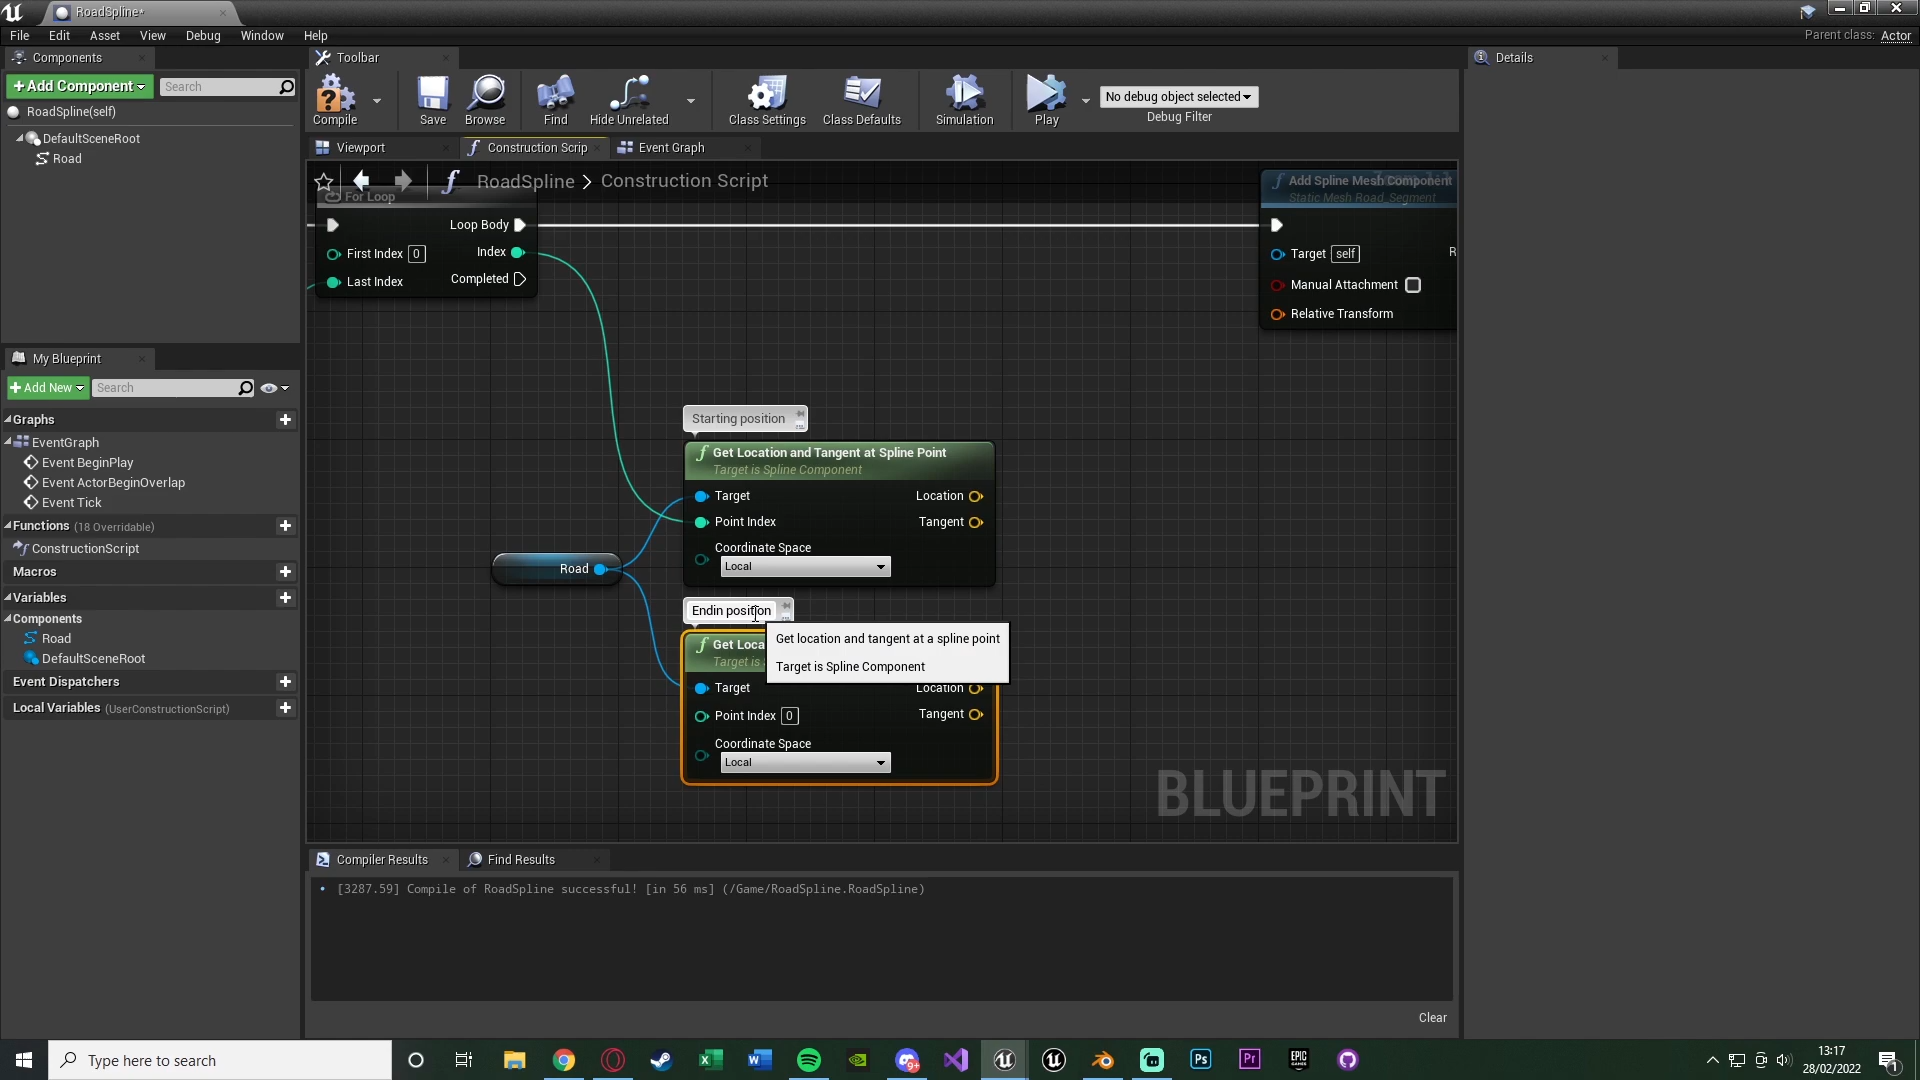 RoadSpline*
File Edit Asset View Debug Window Help
Parent class: Actor
Components
Toolbar
Details
+Add Component
Search
RoadSpline(self)
DefaultSceneRoot
Road
Compile
Save
Browse
Find
Hide Unrelated
Class Settings
Class Defaults
Simulation
Play
No debug object selected
Debug Filter
Viewport
Construction Scrip
Event Graph
RoadSpline > Construction Script
For Loop
Loop Body
First Index 0
Index
Last Index
Completed
Add Spline Mesh Component
Static Mesh Road_Segment
Target self
R
Manual Attachment
Relative Transform
My Blueprint
+Add New
Search
Graphs
EventGraph
Event BeginPlay
Event ActorBeginOverlap
Event Tick
Functions (18 Overridable)
ConstructionScript
Macros
Variables
Components
Road
DefaultSceneRoot
Event Dispatchers
Local Variables (UserConstructionScript)
Starting position
Get Location and Tangent at Spline Point
Target is Spline Component
Target
Location
Point Index
Tangent
Coordinate Space
Local
Road
Endin position
Get Loca
Target is
Get location and tangent at a spline point
Target is Spline Component
Target
Location
Point Index 0
Tangent
Coordinate Space
Local
BLUEPRINT
Compiler Results
Find Results
• [3287.59] Compile of RoadSpline successful! [in 56 ms] (/Game/RoadSpline.RoadSpline)
Clear
Type here to search
13:17
28/02/2022